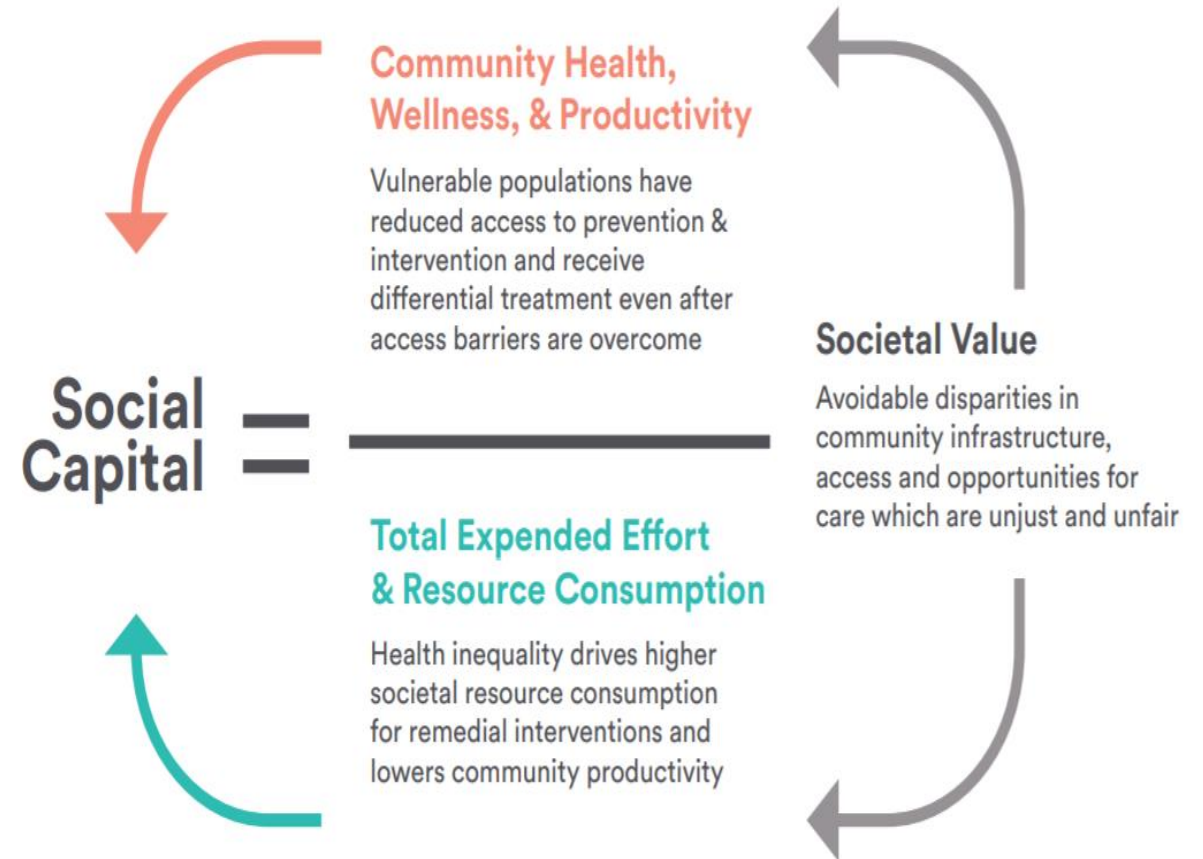 Community Health,
Wellness, & Productivity
Vulnerable populations have
reduced access to prevention &
intervention and receive
differential treatment even after
access barriers are overcome
Social
Capital
=
Total Expended Effort
& Resource Consumption
Health inequality drives higher
societal resource consumption
for remedial interventions and
lowers community productivity
Societal Value
Avoidable disparities in
community infrastructure,
access and opportunities for
care which are unjust and unfair